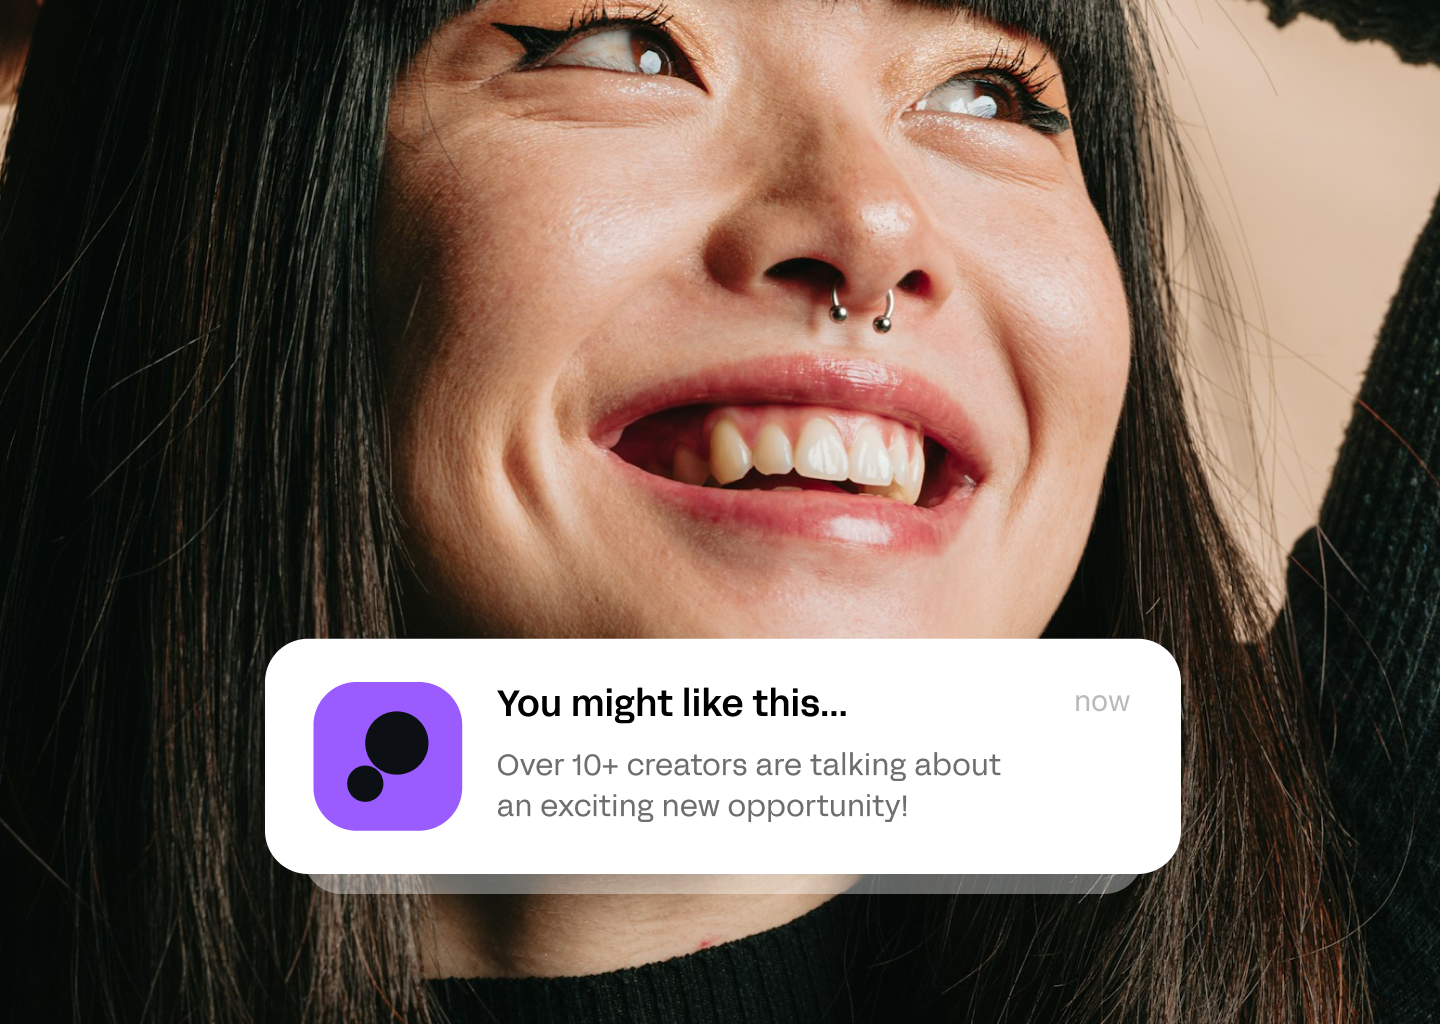 You might like this...
now
Over 10+ creators are talking about
an exciting new opportunity!